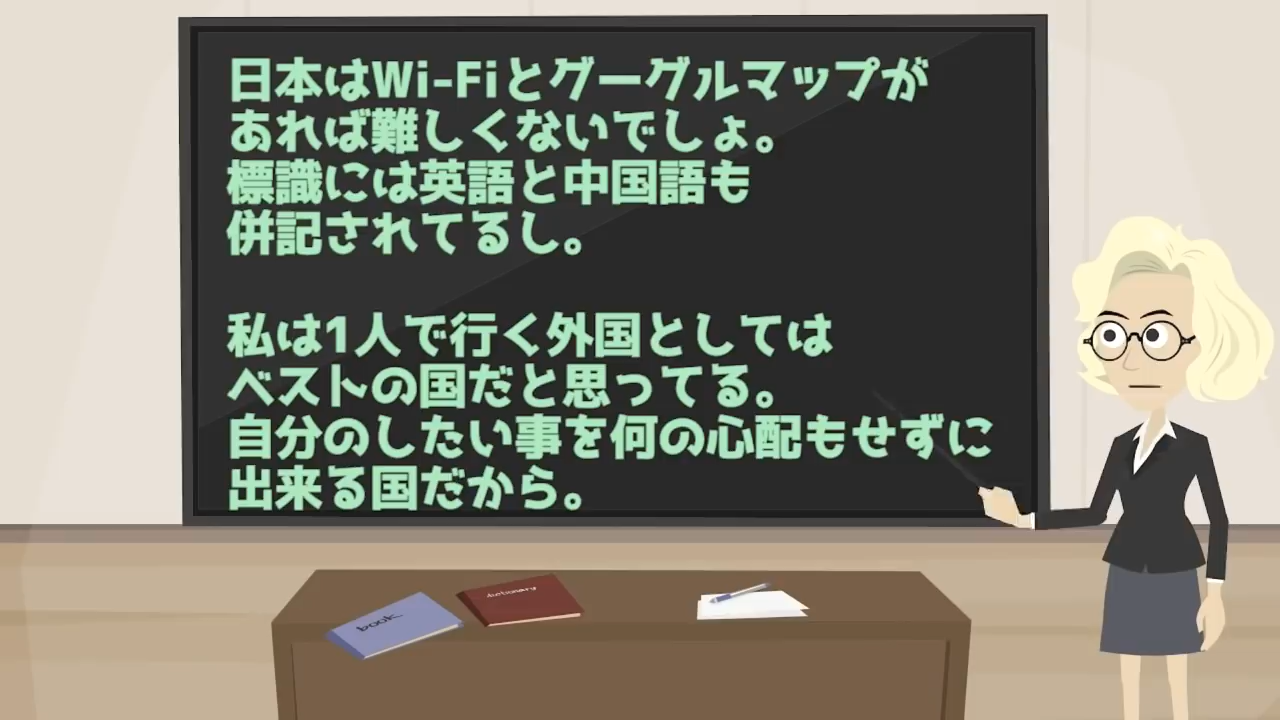 日本はWi-Fiとグーグルマップが
あれば難しくないでしょ。
標識には英語と中国語も
併記されてるし。
私は1人で行く外国としては
ベストの国だと思ってる。
自分のしたい事を何の心配もせずに
出来る国だから。
book
dictionary